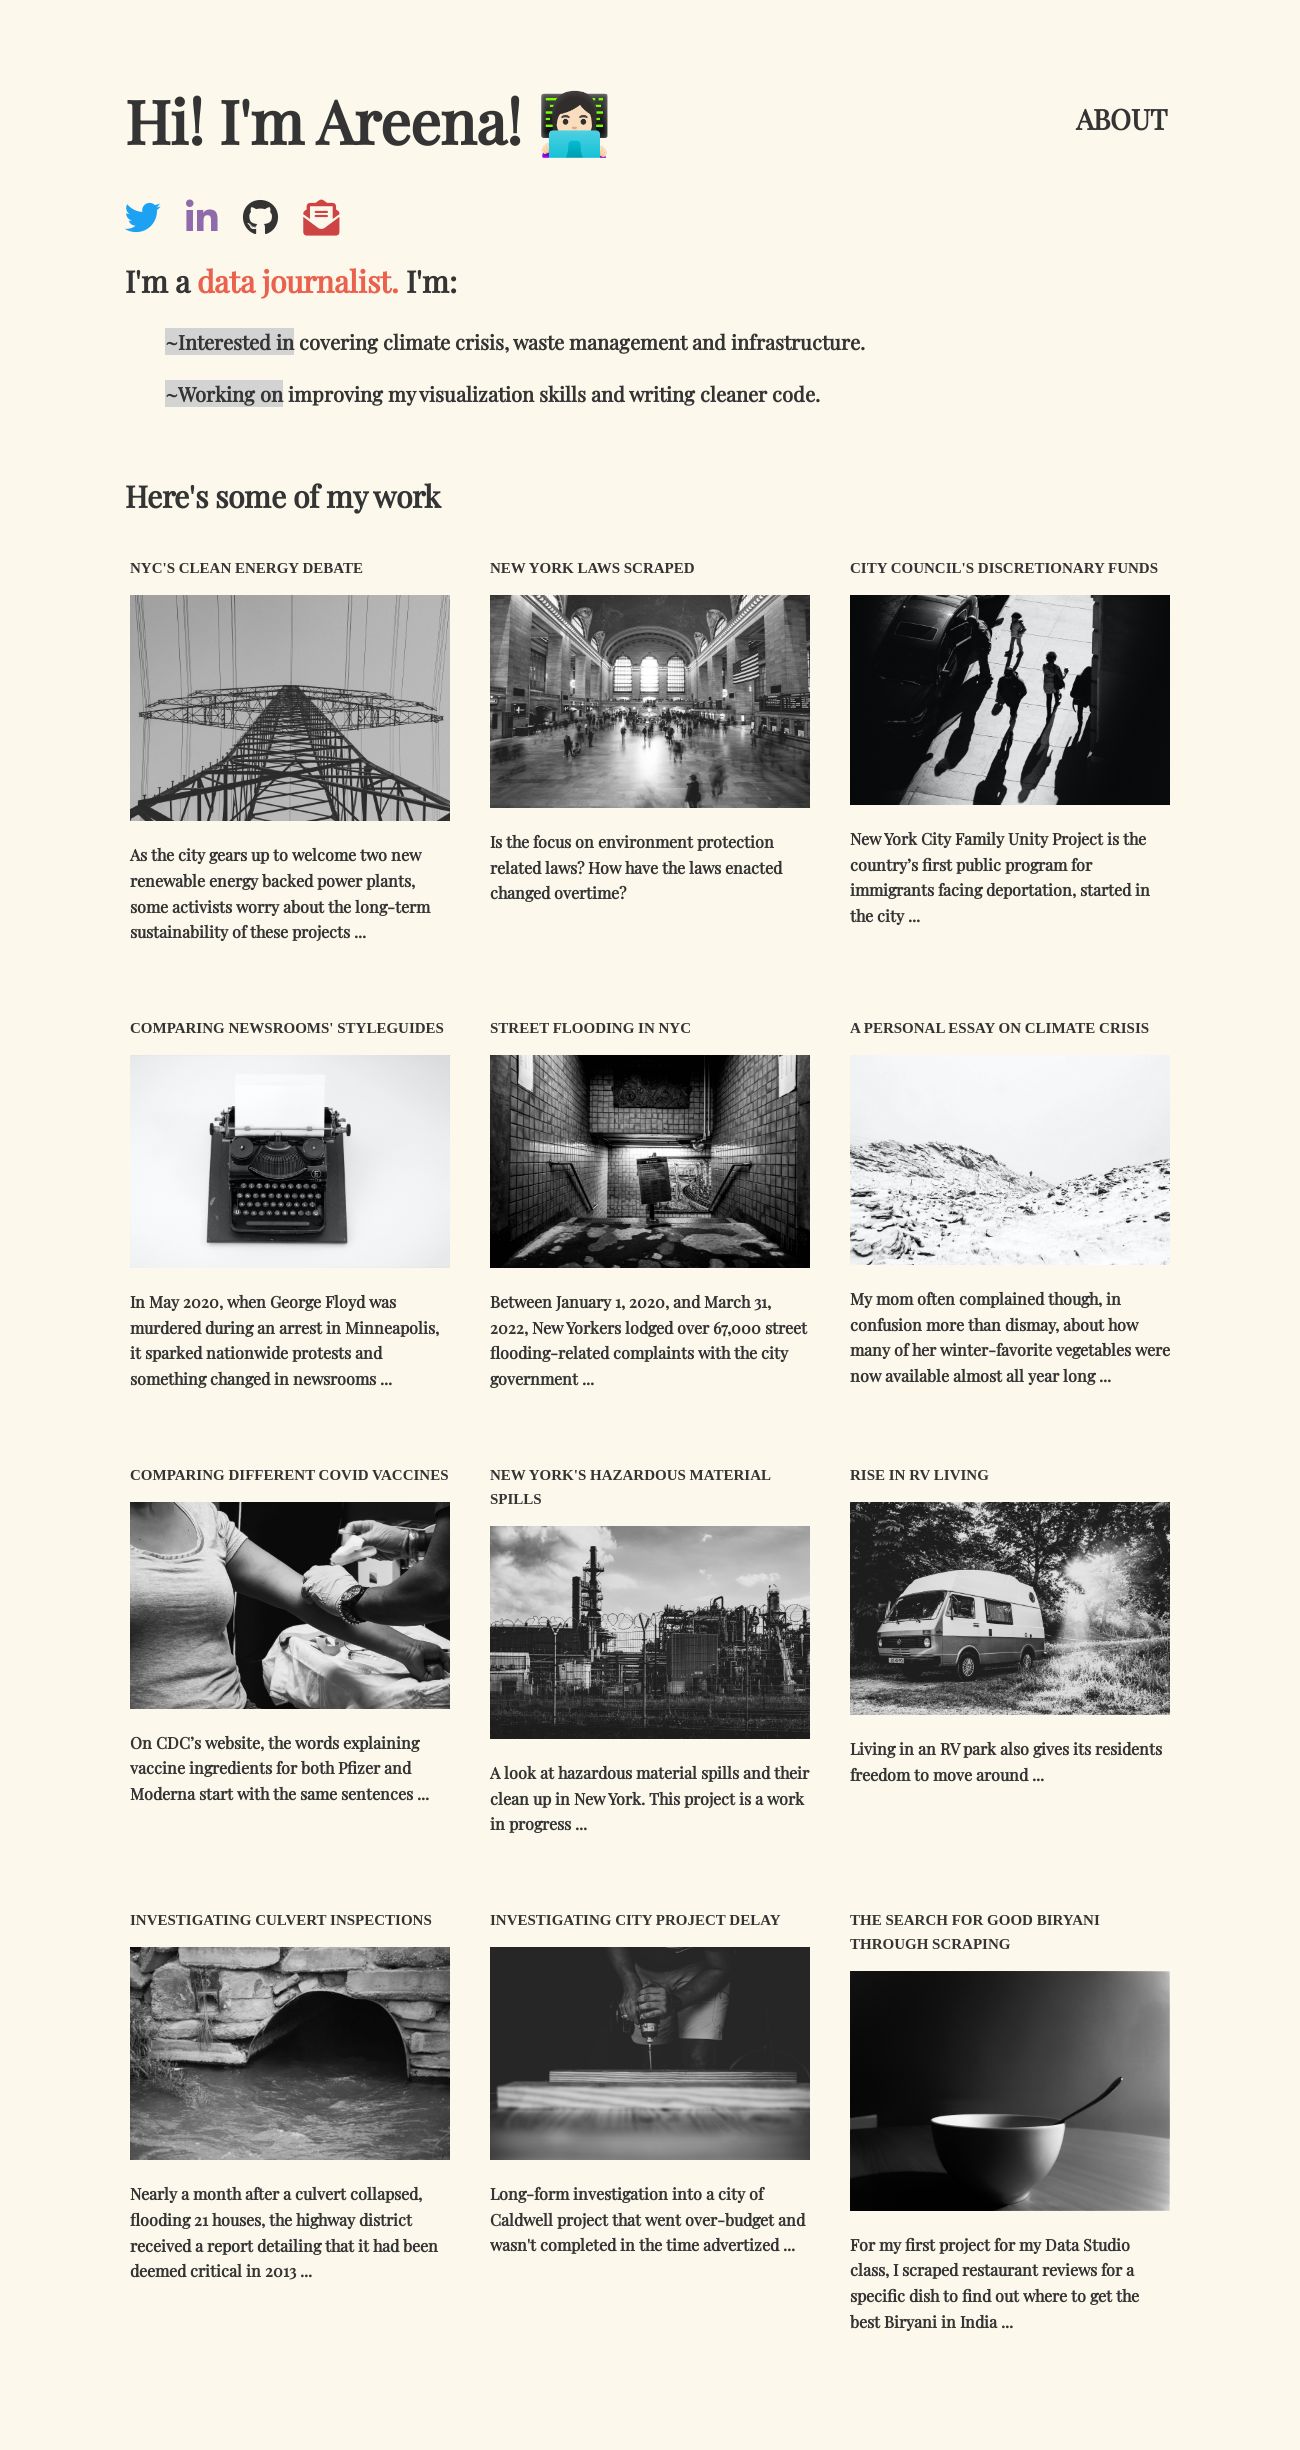 Hi! I'm Areena!
ABOUT
I'm a data journalist. I'm:
~Interested in covering climate crisis, waste management and infrastructure.
~Working on improving my visualization skills and writing cleaner code.
Here's some of my work
NYC'S CLEAN ENERGY DEBATE
As the city gears up to welcome two new
renewable energy backed power plants,
some activists worry about the long-term
sustainability of these projects ...
NEW YORK LAWS SCRAPED
Is the focus on environment protection
related laws? How have the laws enacted
changed overtime?
CITY COUNCIL'S DISCRETIONARY FUNDS
New York City Family Unity Project is the
country’s first public program for
immigrants facing deportation, started in
the city ...
COMPARING NEWSROOMS' STYLEGUIDES
In May 2020, when George Floyd was
murdered during an arrest in Minneapolis,
it sparked nationwide protests and
something changed in newsrooms ...
STREET FLOODING IN NYC
Between January 1, 2020, and March 31,
2022, New Yorkers lodged over 67,000 street
flooding-related complaints with the city
government ...
A PERSONAL ESSAY ON CLIMATE CRISIS
My mom often complained though, in
confusion more than dismay, about how
many of her winter-favorite vegetables were
now available almost all year long ...
COMPARING DIFFERENT COVID VACCINES
On CDC’s website, the words explaining
vaccine ingredients for both Pfizer and
Moderna start with the same sentences ...
NEW YORK'S HAZARDOUS MATERIAL
SPILLS
A look at hazardous material spills and their
clean up in New York. This project is a work
in progress ...
RISE IN RV LIVING
Living in an RV park also gives its residents
freedom to move around ...
INVESTIGATING CULVERT INSPECTIONS
Nearly a month after a culvert collapsed,
flooding 21 houses, the highway district
received a report detailing that it had been
deemed critical in 2013 ...
INVESTIGATING CITY PROJECT DELAY
Long-form investigation into a city of
Caldwell project that went over-budget and
wasn't completed in the time advertized ...
THE SEARCH FOR GOOD BIRYANI
THROUGH SCRAPING
For my first project for my Data Studio
class, I scraped restaurant reviews for a
specific dish to find out where to get the
best Biryani in India ...